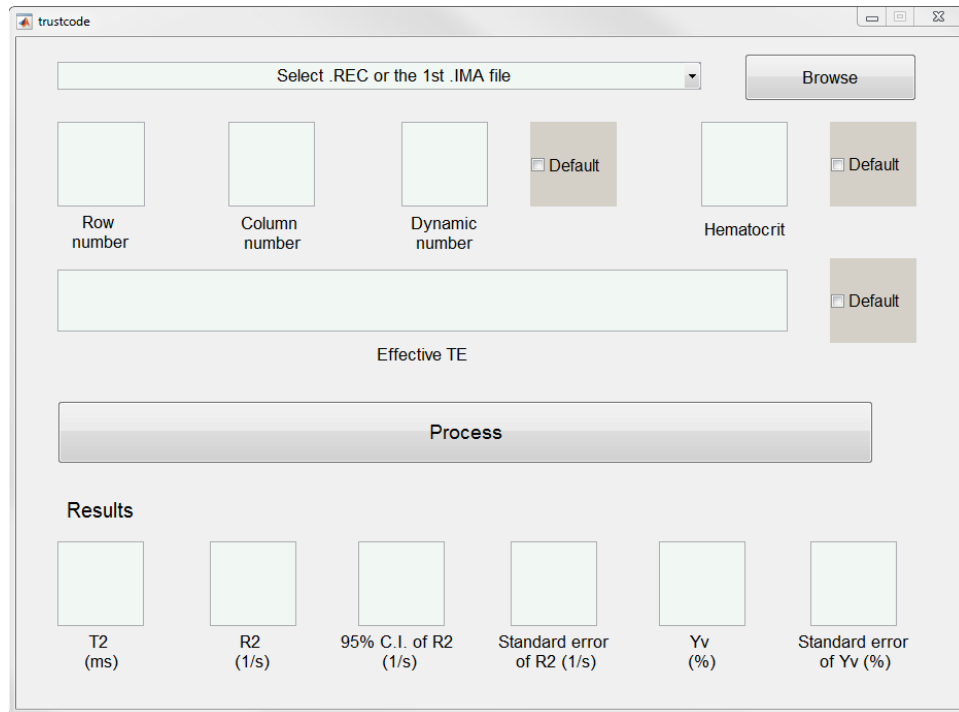 trustcode
Select .REC or the 1st .IMA file
Browse
Default
Default
Row
number
Column
number
Dynamic
number
Hematocrit
Default
Effective TE
Process
Results
T2
(ms)
R2
(1/s)
95% C.I. of R2
(1/s)
Standard error
of R2 (1/s)
Yv
(%)
Standard error
of Yv (%)